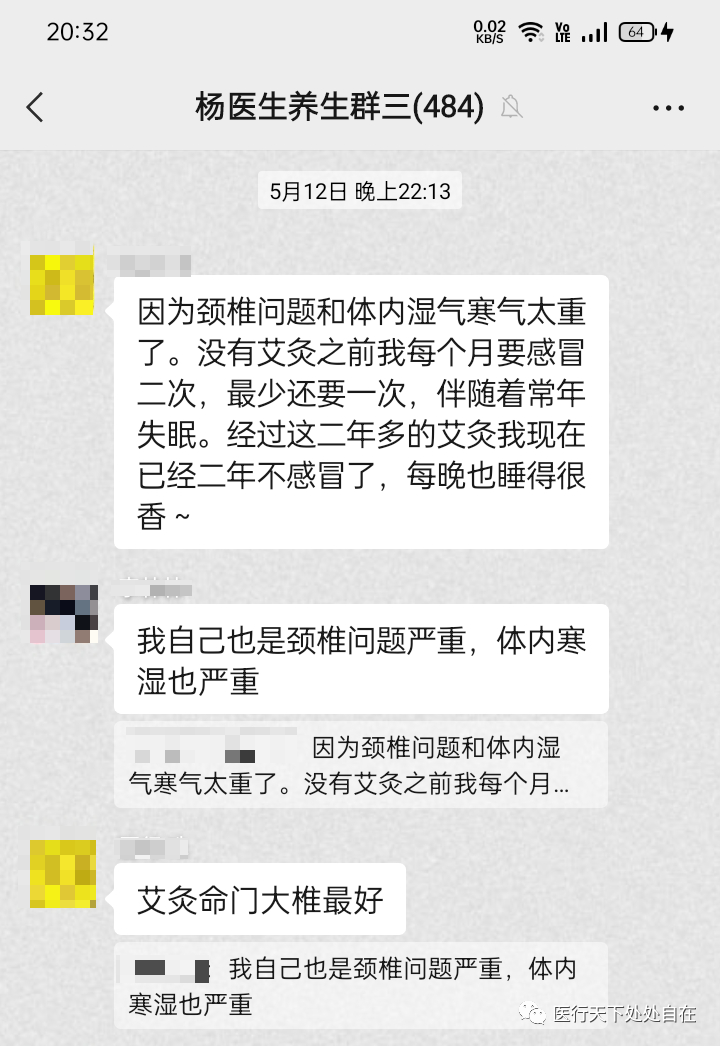 20:32
0.02 KB/S
Vo LTE
64
杨医生养生群三(484)
5月12日 晚上22:13
因为颈椎问题和体内湿气寒气太重
了。没有艾灸之前我每个月要感冒
二次，最少还要一次，伴随着常年
失眠。经过这二年多的艾灸我现在
已经二年不感冒了，每晚也睡得很
香 ~
我自己也是颈椎问题严重，体内寒
湿也严重
因为颈椎问题和体内湿
气寒气太重了。没有艾灸之前我每个月...
艾灸命门大椎最好
我自己也是颈椎问题严重，体内
寒湿也严重
医行天下处处自在